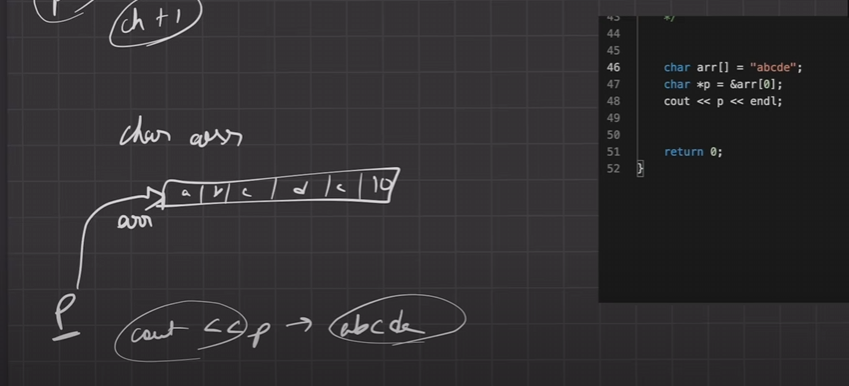 ch + 1
char arr
a | b | c | d | e | \0
arr
p
cout << p → abcde
43 */
44
45
46 char arr[] = "abcde";
47 char *p = &arr[0];
48 cout << p << endl;
49
50
51 return 0;
52 }